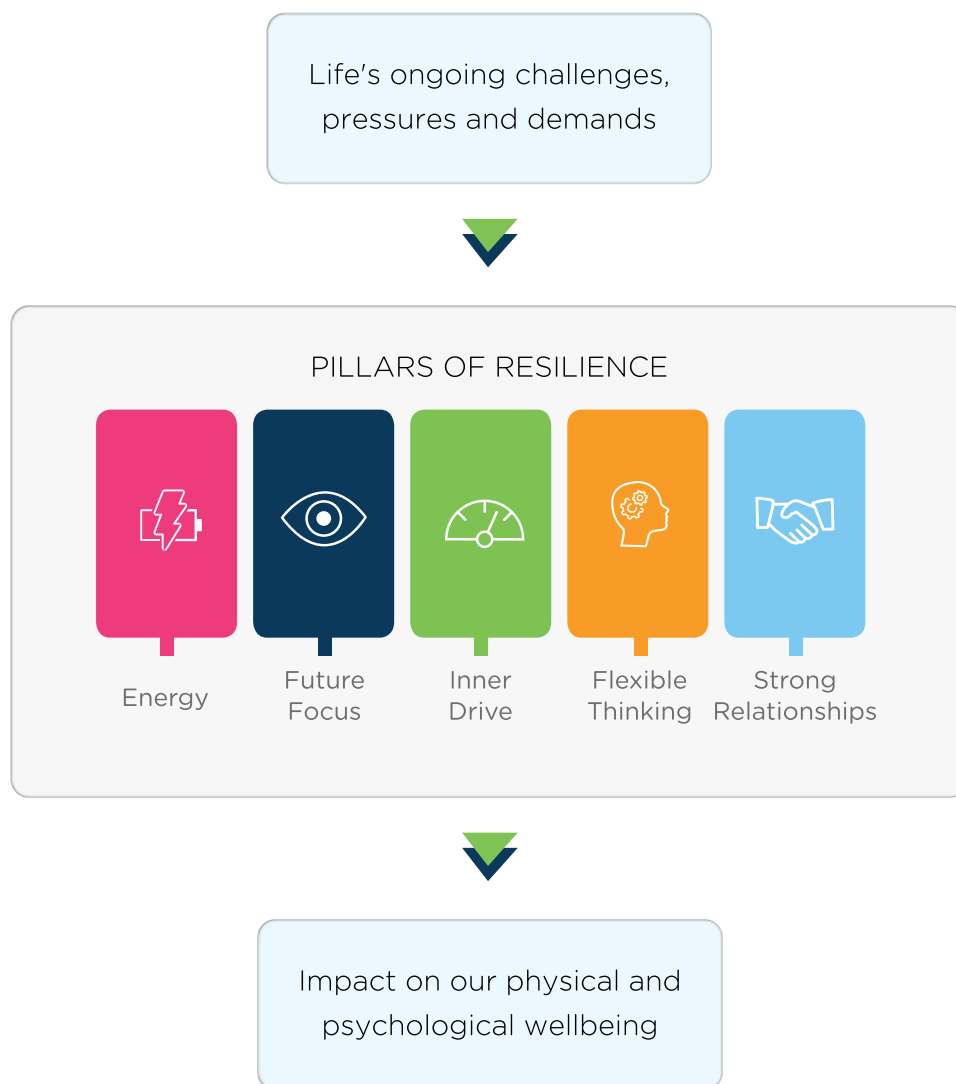 Life's ongoing challenges,
pressures and demands
PILLARS OF RESILIENCE
Energy
Future
Focus
Inner
Drive
Flexible
Thinking
Strong
Relationships
Impact on our physical and
psychological wellbeing